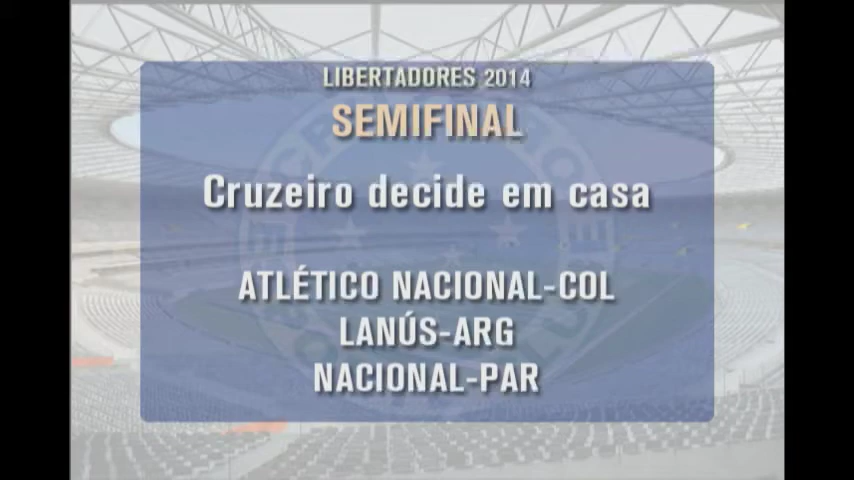 LIBERTADORES 2014
SEMIFINAL
Cruzeiro decide em casa
ATLÉTICO NACIONAL-COL
LANÚS-ARG
NACIONAL-PAR